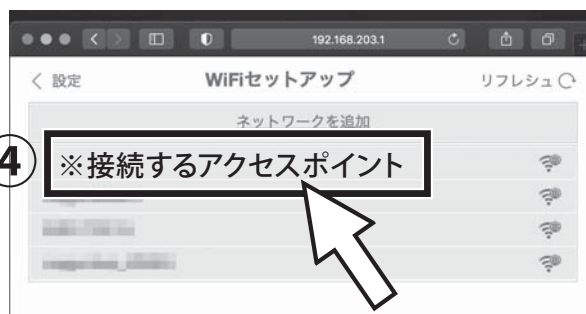 192.168.203.1
設定
WiFiセットアップ
リフレシュ
ネットワークを追加
4
※接続するアクセスポイント